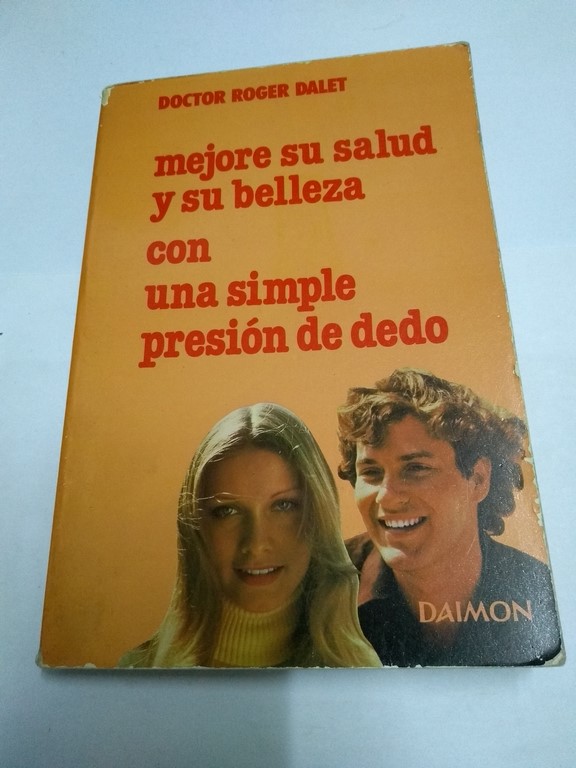 DOCTOR ROGER DALET
mejore su salud
y su belleza
con
una simple
presión de dedo
DAIMON